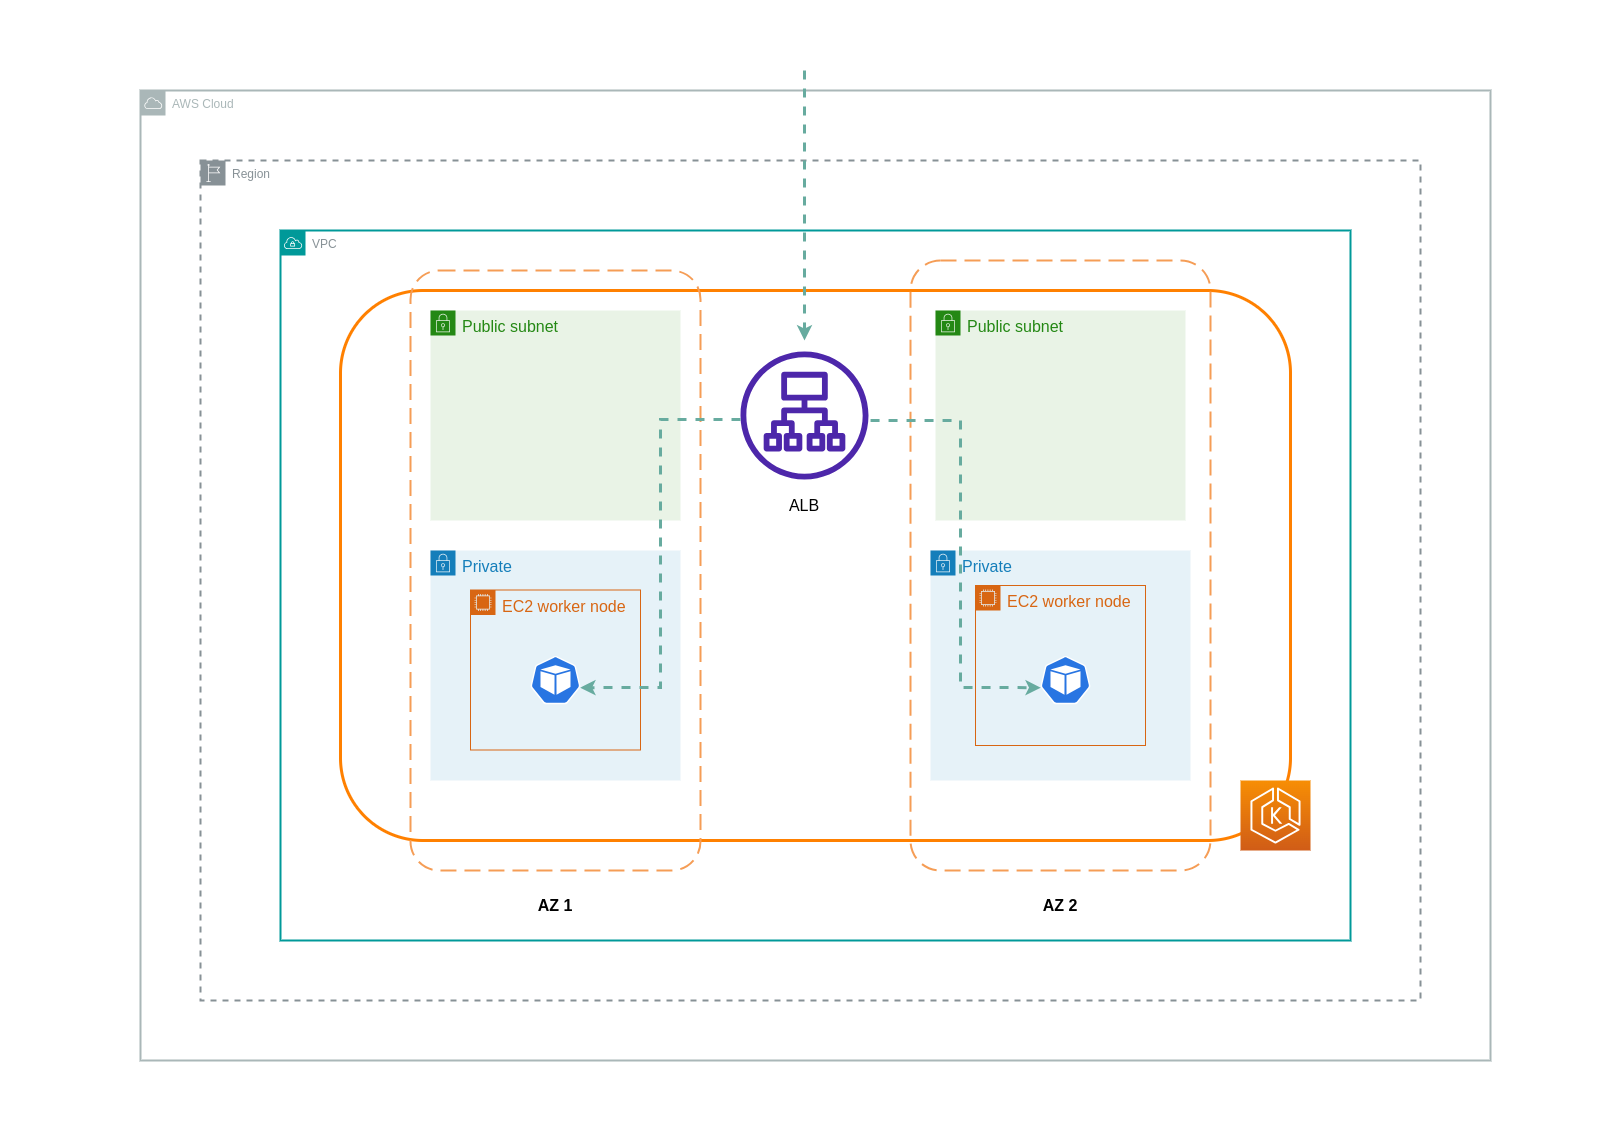 AWS Cloud
Region
VPC
Public subnet
Public subnet
ALB
Private
Private
EC2 worker node
EC2 worker node
K
AZ 1
AZ 2